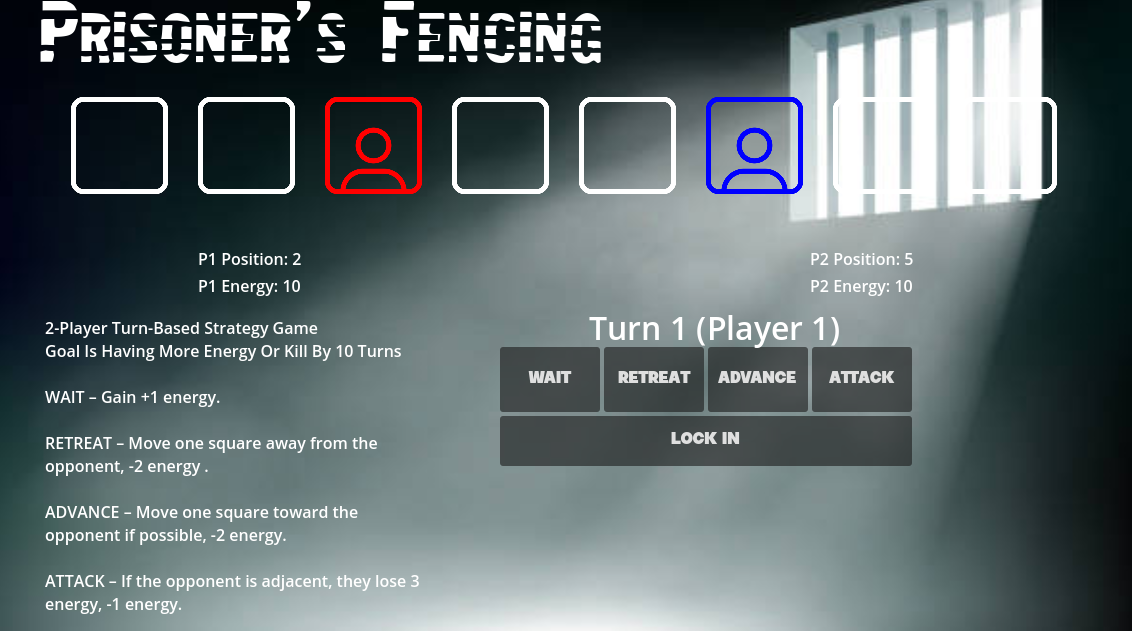 Prisoner's Fencing
P1 Position: 2
P1 Energy: 10
P2 Position: 5
P2 Energy: 10
2-Player Turn-Based Strategy Game
Goal Is Having More Energy Or Kill By 10 Turns
WAIT – Gain +1 energy.
RETREAT – Move one square away from the
opponent, -2 energy .
ADVANCE – Move one square toward the
opponent if possible, -2 energy.
ATTACK – If the opponent is adjacent, they lose 3
energy, -1 energy.
Turn 1 (Player 1)
WAIT RETREAT ADVANCE ATTACK
LOCK IN